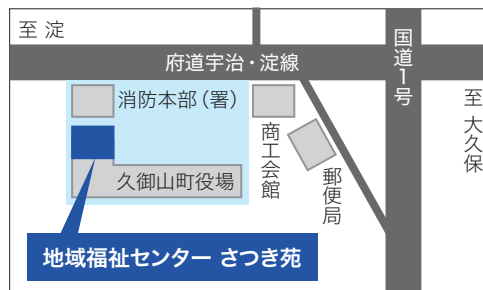 至 淀
国道1号
府道宇治・淀線
至大久保
消防本部（署）
商工会館
郵便局
久御山町役場
地域福祉センター さつき苑